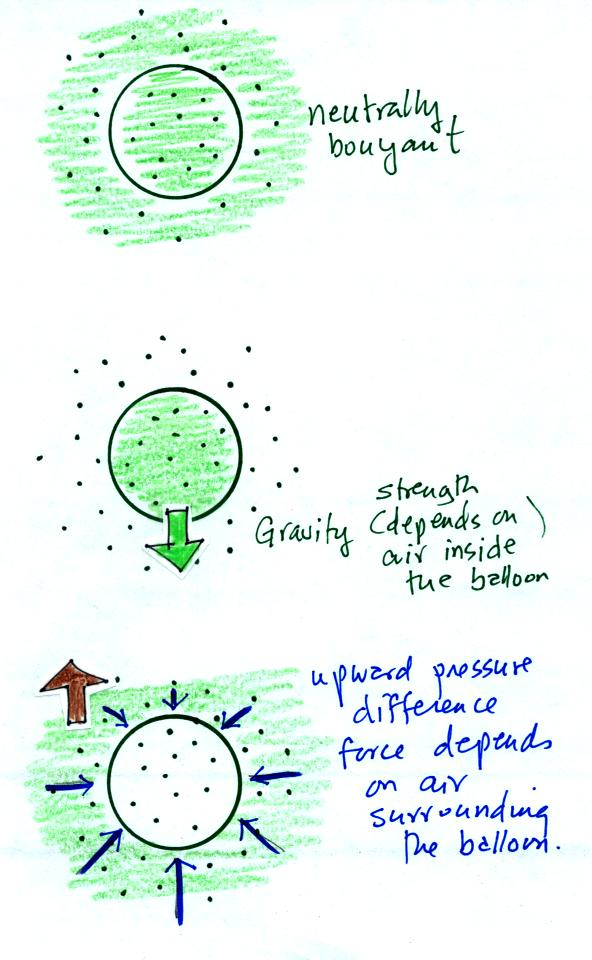 neutrally
bouyant
strength
Gravity (depends on )
air inside
the balloon
upward pressure
difference
force depends
on air
surrounding
the balloon.